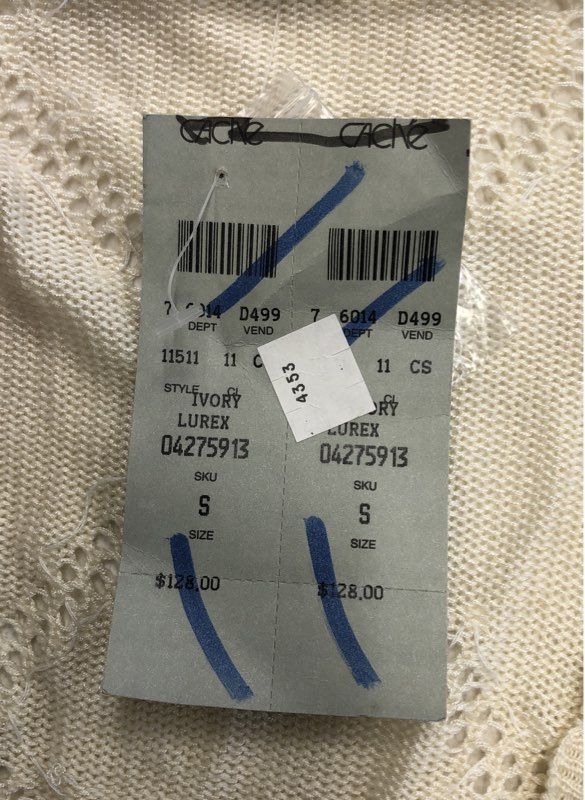 caché caché
7 6014 D499 7 6014 D499
DEPT VEND DEPT VEND
11511 11 11 CS
4353
STYLE CL CL
IVORY
LUREX LUREX
04275913 04275913
SKU SKU
S S
SIZE SIZE
$128.00 $128.00